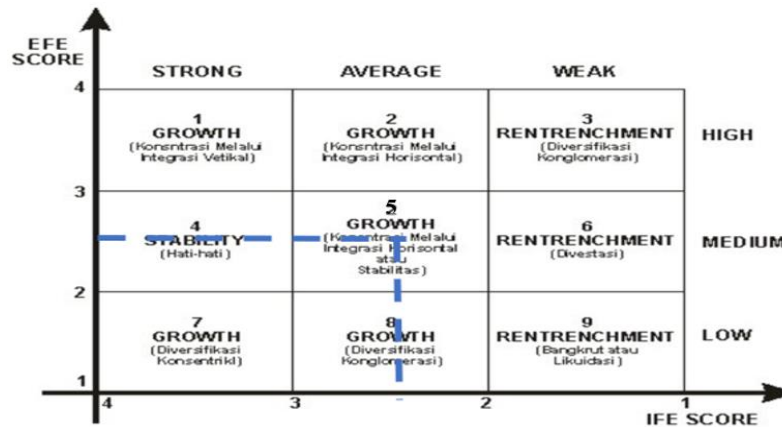 EFE
SCORE
STRONG
AVERAGE
WEAK
4
1
GROWTH
(Konsntrasi Melalui
Integrasi Vetikal)
2
GROWTH
(Konsntrasi Melalui
Integrasi Horisontal)
3
RENTRENCHMENT
(Diversifikasi
Konglomerasi)
HIGH
3
4
STABILITY
(Hati-hati)
5
GROWTH
(Konsntrasi Melalui
Integrasi Horisontal
atau
Stabilitas)
6
RENTRENCHMENT
(Divestasi)
MEDIUM
2
7
GROWTH
(Diversifikasi
Konsentrikl)
8
GROWTH
(Diversifikasi
Konglomerasi)
9
RENTRENCHMENT
(Bangkrut atau
Likuidasi)
LOW
1
4
3
2
1
IFE SCORE